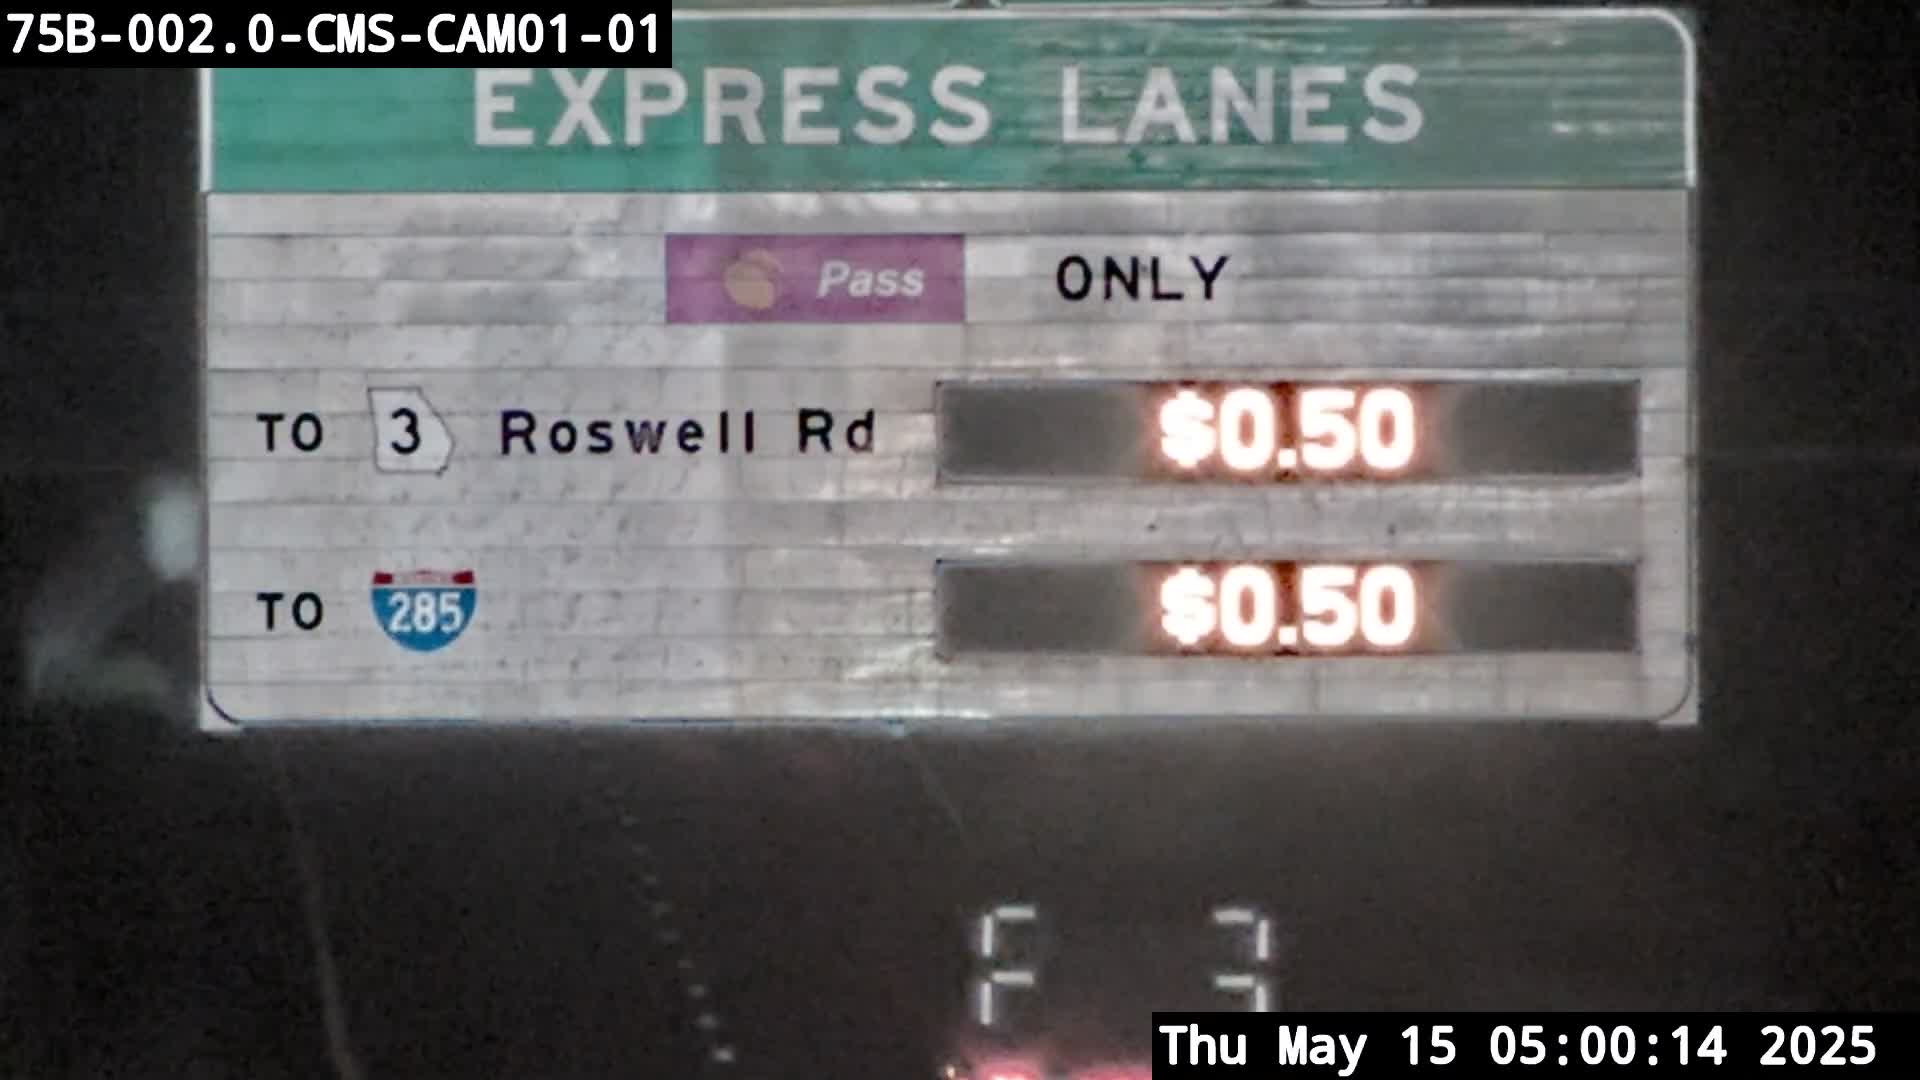 75B-002.0-CMS-CAM01-01
EXPRESS LANES
Pass ONLY
TO 3 Roswell Rd $0.50
TO 285 $0.50
Thu May 15 05:00:14 2025